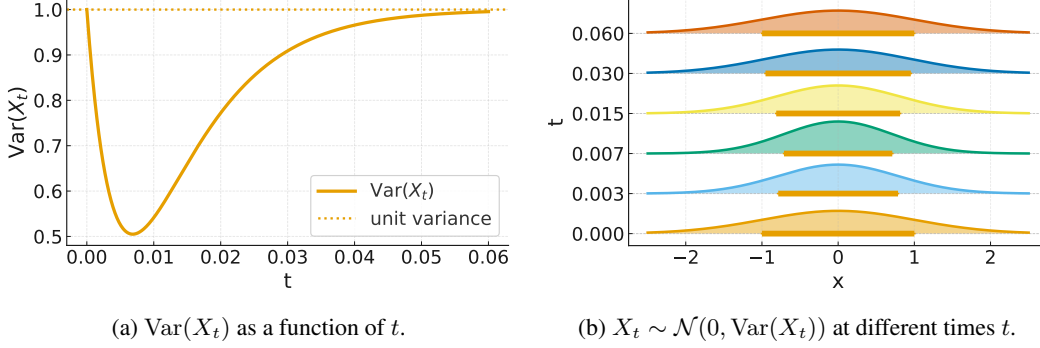 1.0
0.9
0.8
0.7
0.6
0.5
Var(X_t)
0.00 0.01 0.02 0.03 0.04 0.05 0.06
t
Var(X_t)
unit variance
(a) Var(X_t) as a function of t.
0.060
0.030
0.015
0.007
0.003
0.000
t
−2 −1 0 1 2
x
(b) X_t ∼ 𝒩(0, Var(X_t)) at different times t.